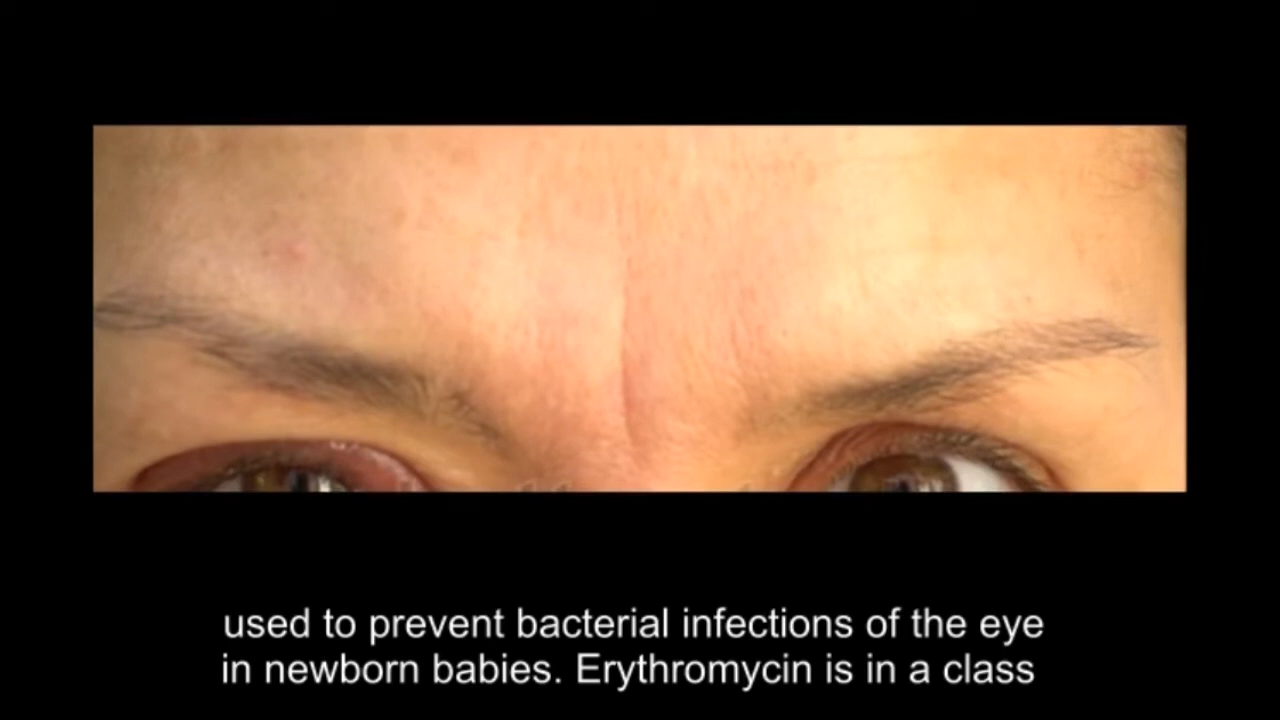 used to prevent bacterial infections of the eye
in newborn babies. Erythromycin is in a class